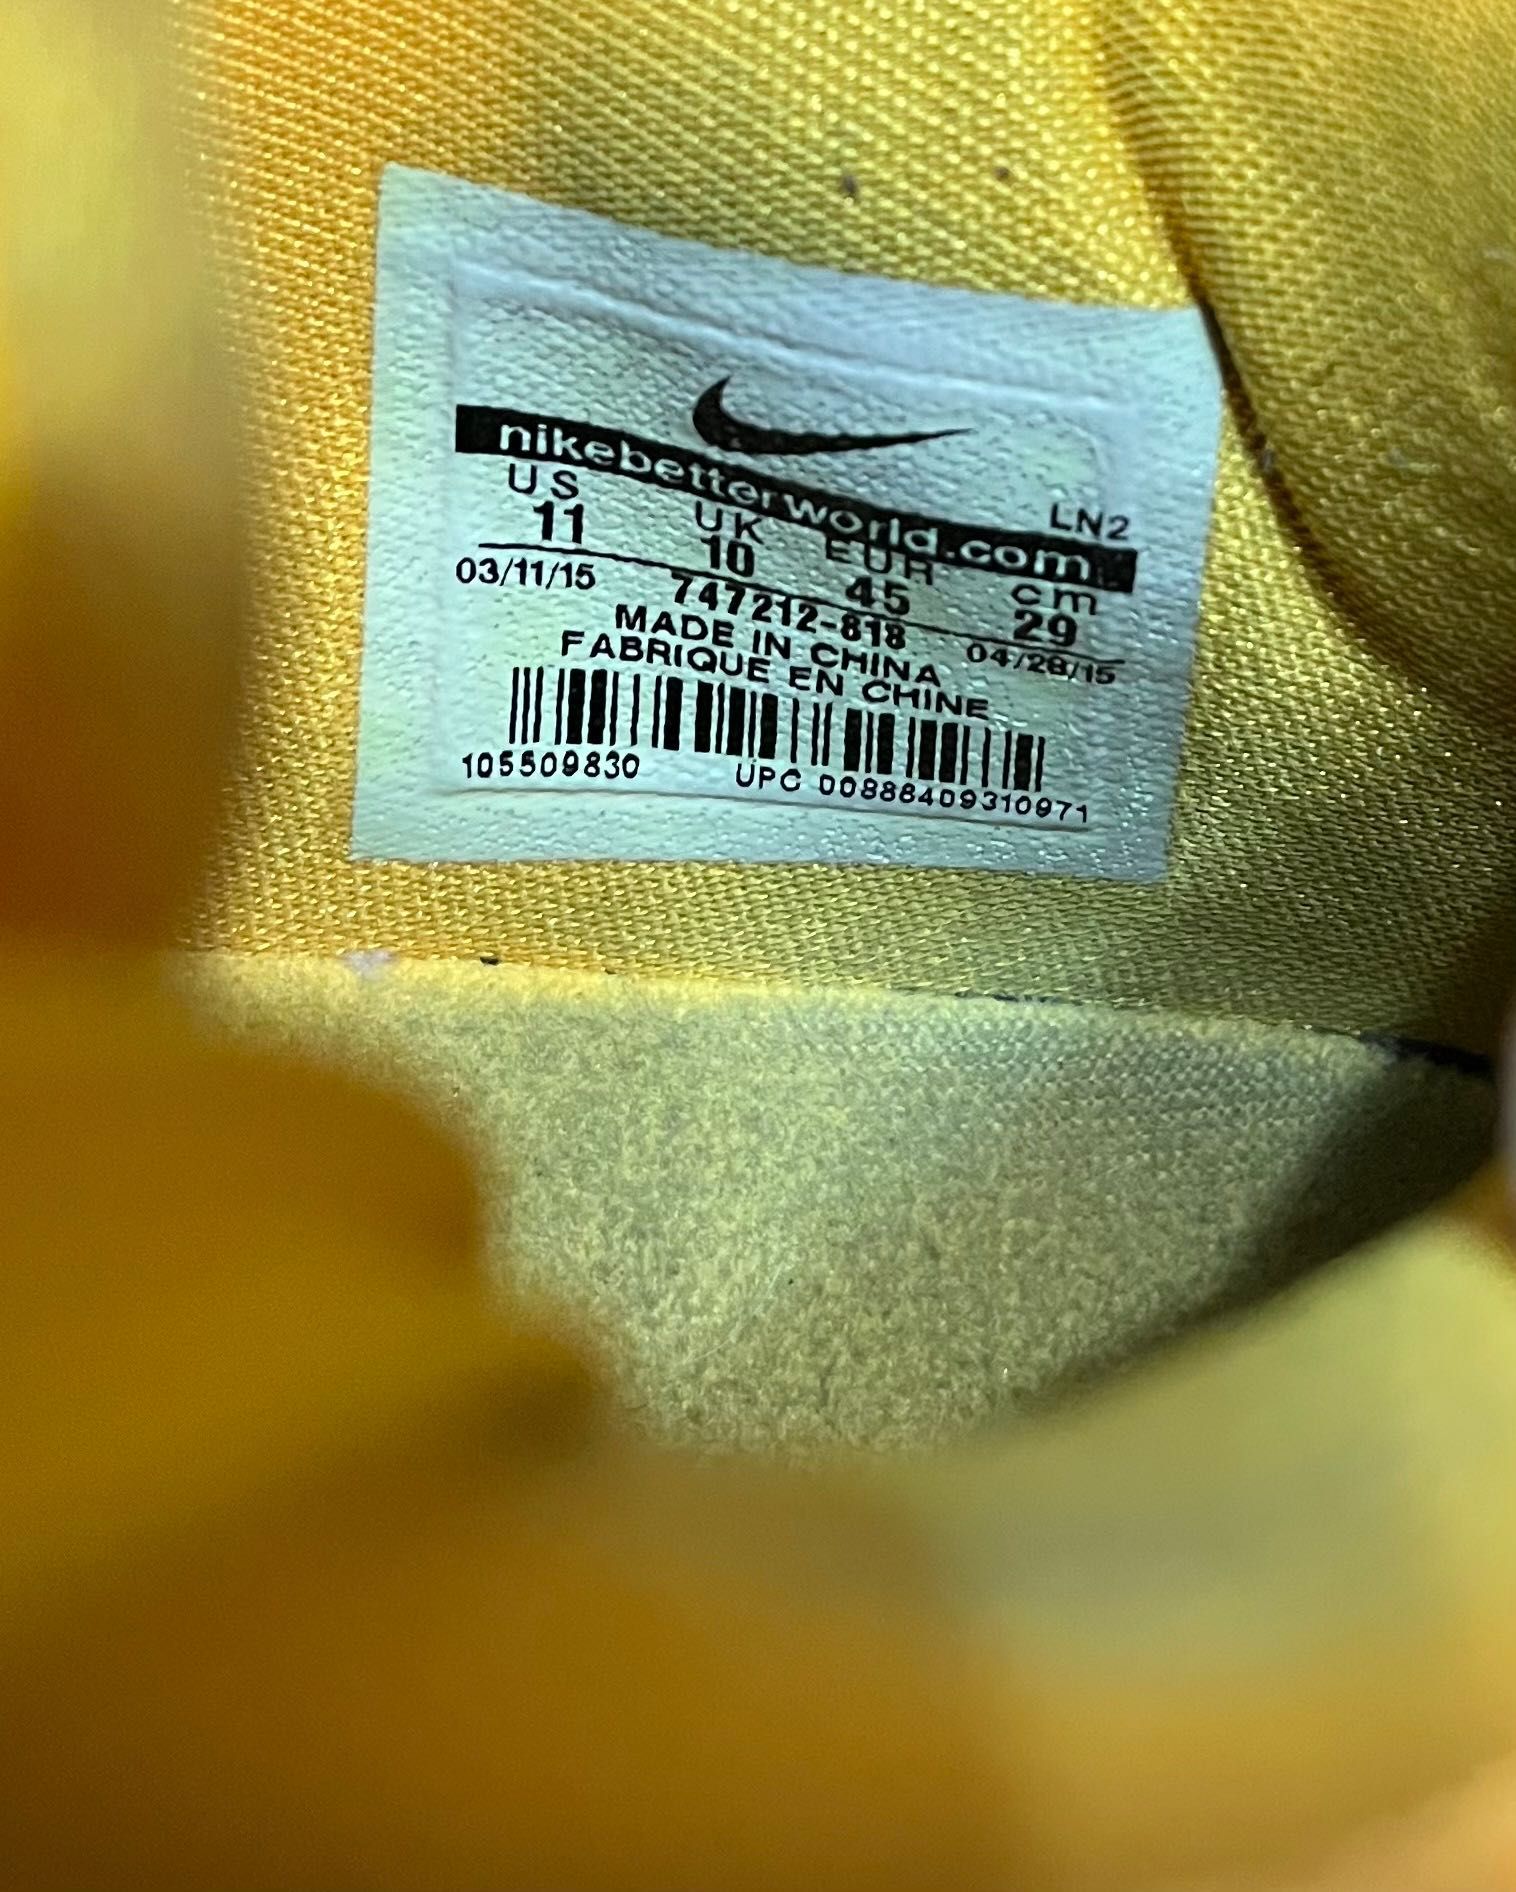 nikebetterworld.com
LN2
US UK EUR cm
11 10 45 29
03/11/15 747212-818 04/28/15
MADE IN CHINA
FABRIQUE EN CHINE
105509830 UPC 00888409310971